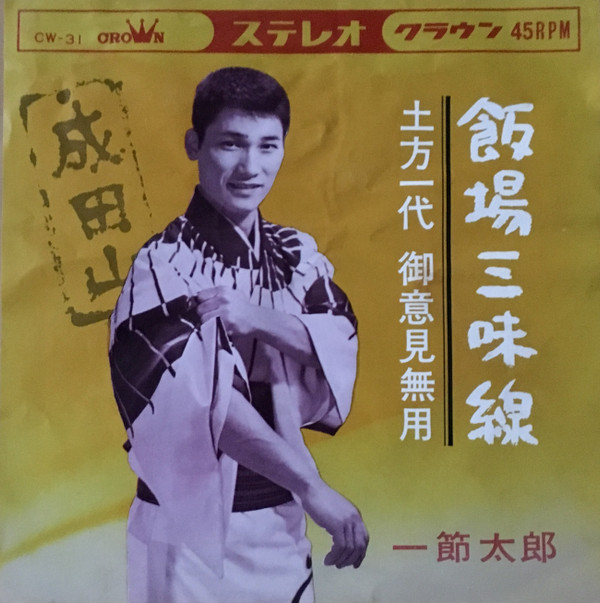 CW-31 CROWN ステレオ クラウン 45RPM
飯場三味線
土方一代 御意見無用
成田山
一節太郎